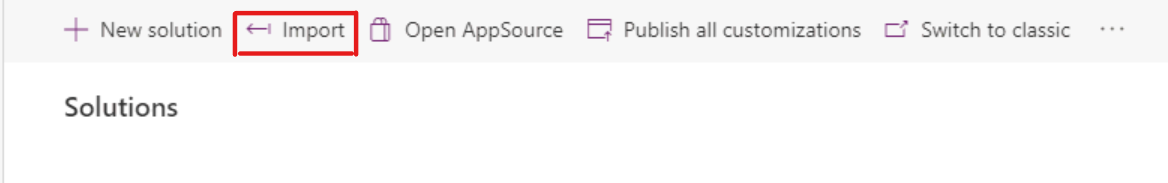 New solution Import Open AppSource Publish all customizations Switch to classic ...
Solutions